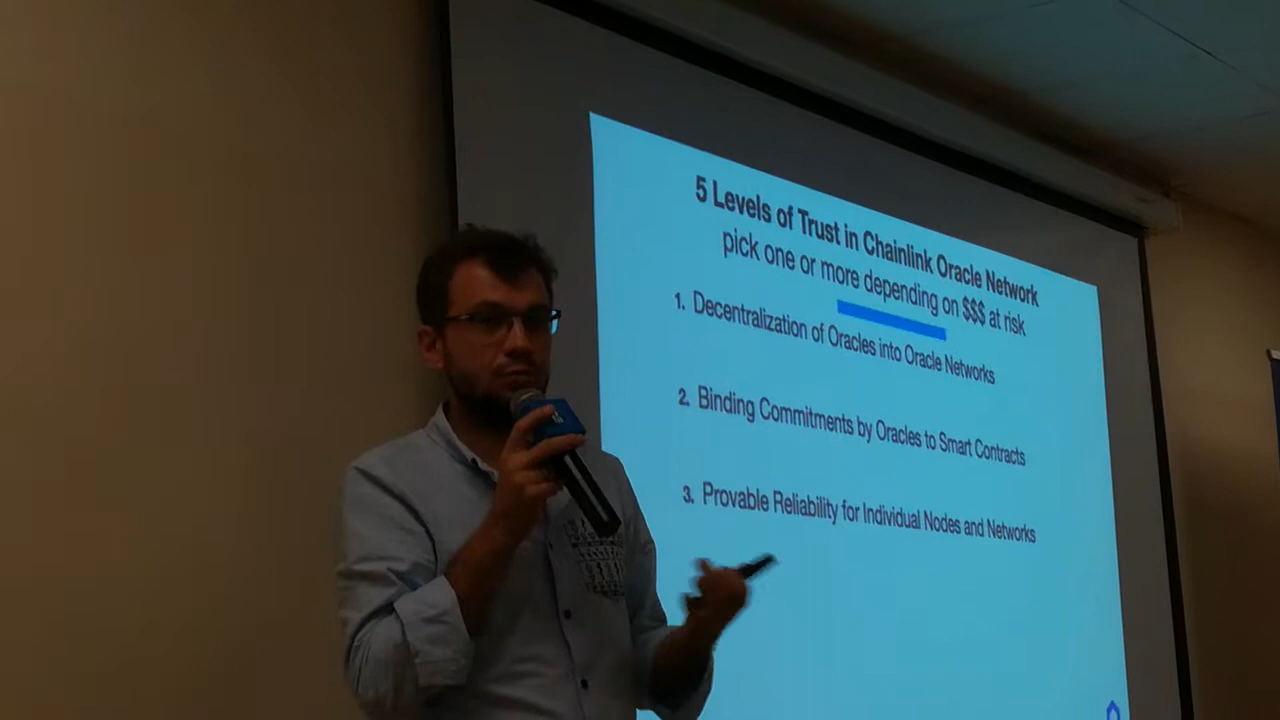 5 Levels of Trust in Chainlink Oracle Network
pick one or more depending on $$$ at risk
1. Decentralization of Oracles into Oracle Networks
2. Binding Commitments by Oracles to Smart Contracts
3. Provable Reliability for Individual Nodes and Networks